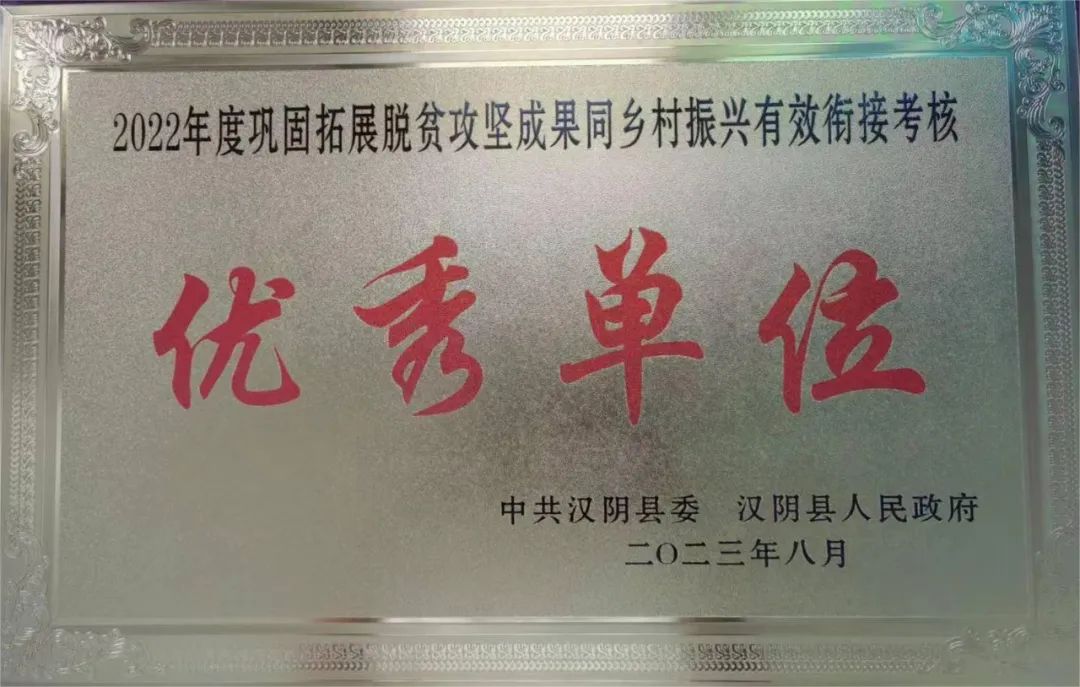 2022年度巩固拓展脱贫攻坚成果同乡村振兴有效衔接考核
优秀单位
中共汉阴县委 汉阴县人民政府
二〇二三年八月